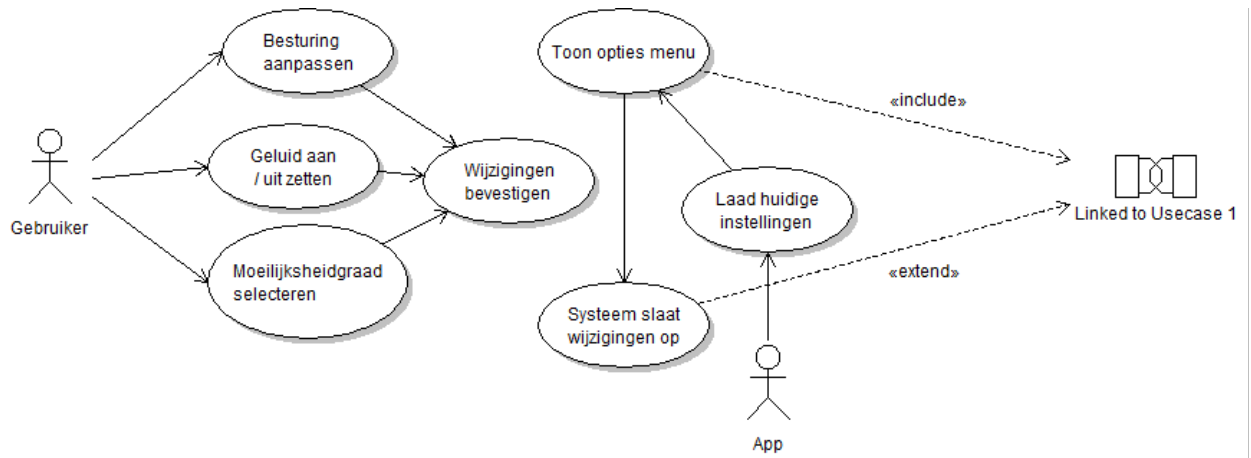 Besturing
aanpassen
Toon opties menu
«include»
Geluid aan
/ uit zetten
Wijzigingen
bevestigen
Laad huidige
instellingen
Gebruiker
Linked to Usecase 1
Moeilijksheidgraad
selecteren
«extend»
Systeem slaat
wijzigingen op
App